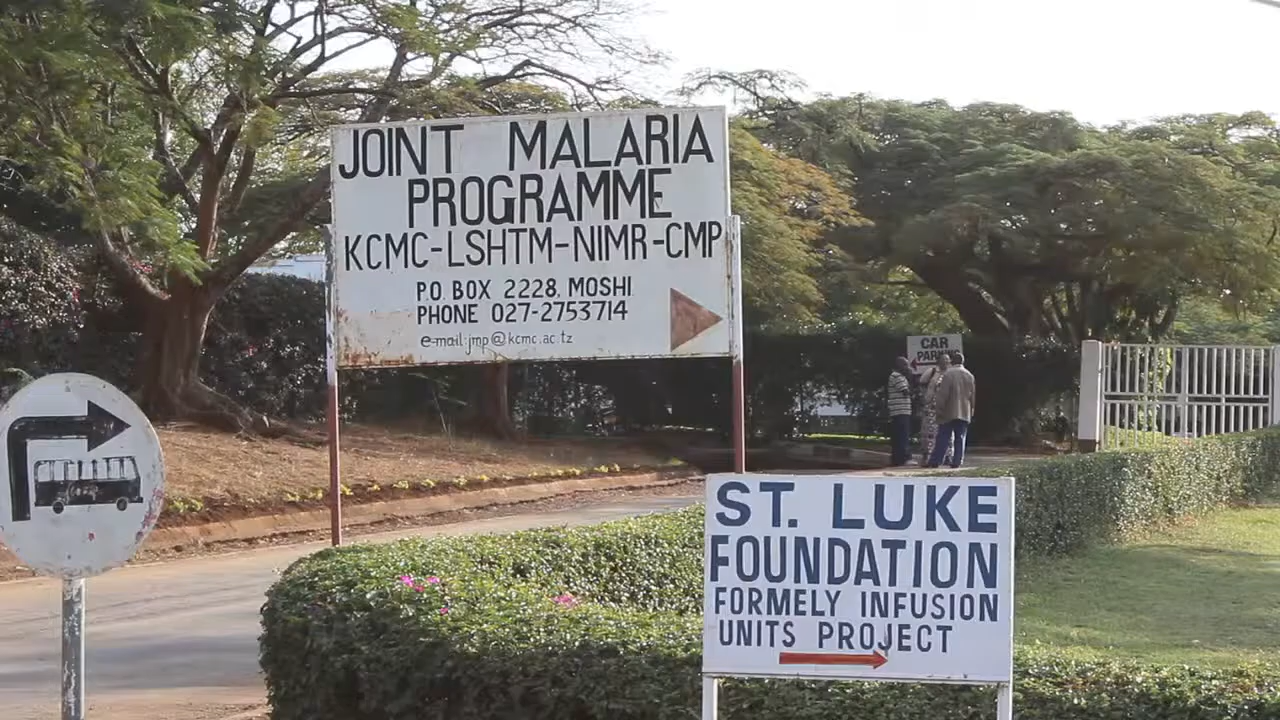 JOINT MALARIA
PROGRAMME
KCMC-LSHTM-NIMR-CMP
P.O. BOX 2228, MOSHI
PHONE 027-2753714
e-mail:jmp@kcmc.ac.tz
CAR
ST. LUKE
FOUNDATION
FORMELY INFUSION
UNITS PROJECT